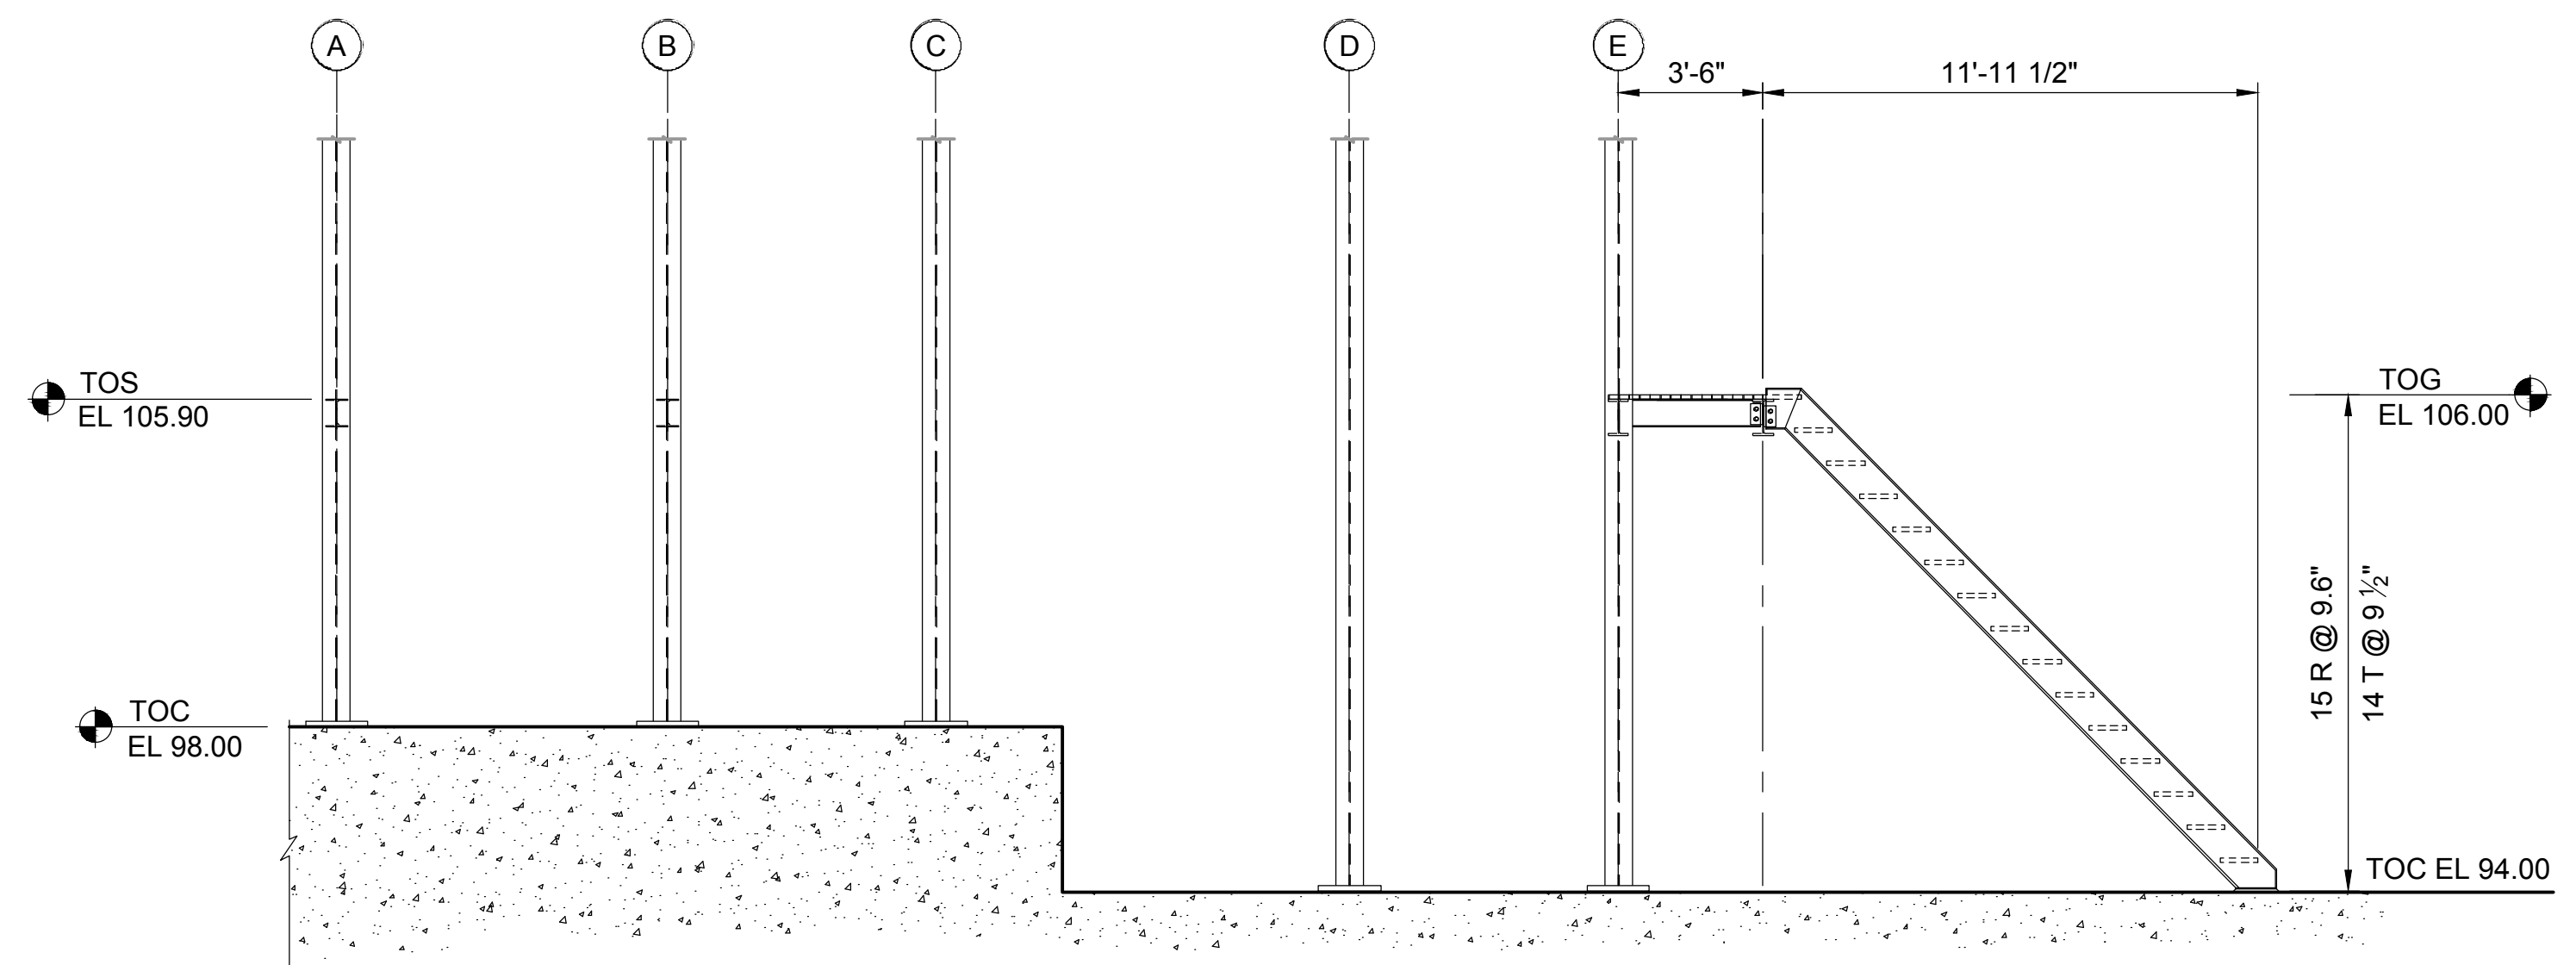 A
B
C
D
E
3'-6"
11'-11 1/2"
TOS
EL 105.90
TOG
EL 106.00
15 R @ 9.6"
14 T @ 9 ½"
TOC
EL 98.00
TOC EL 94.00